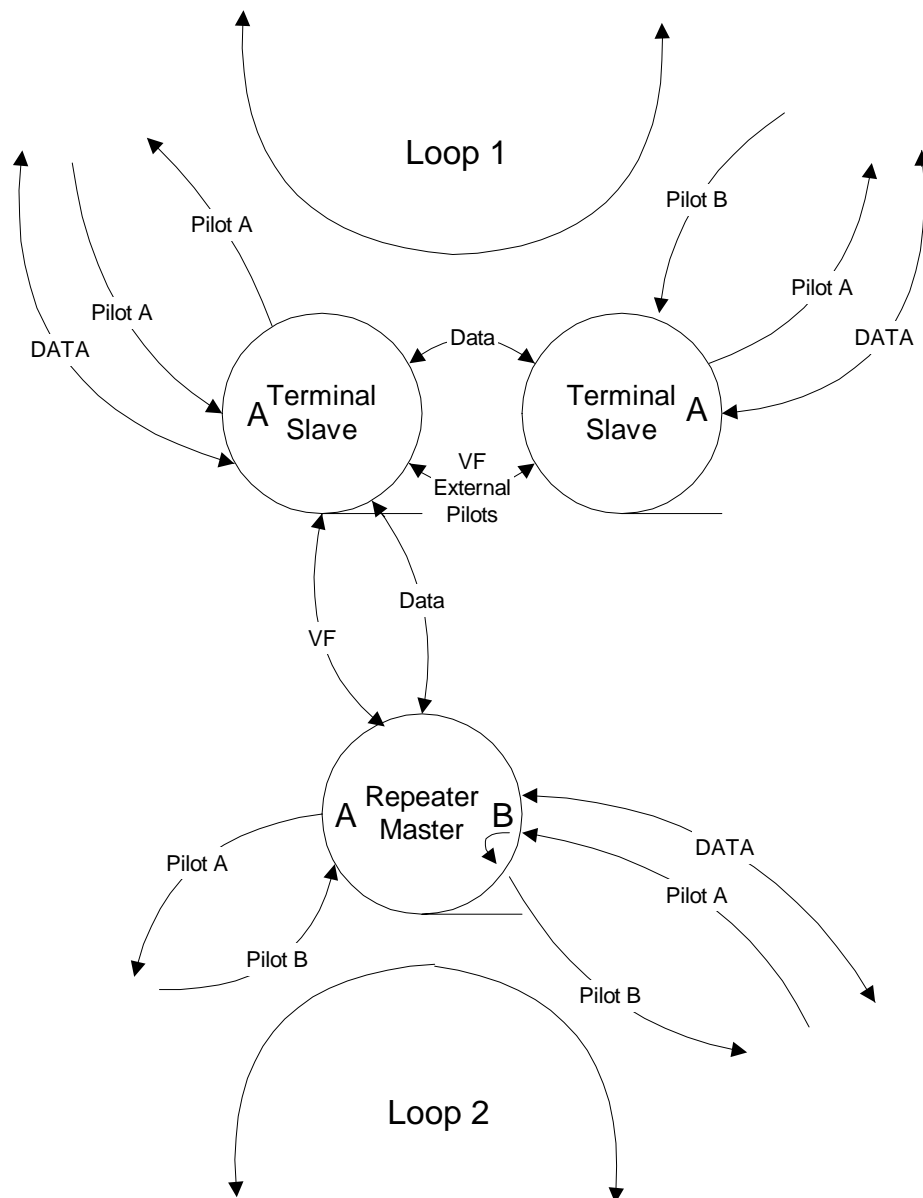 Loop 1
Pilot B
Pilot A
Pilot A
Pilot A
DATA
DATA
Data
A
Terminal
Slave
Terminal
Slave
A
VF
External
Pilots
Data
VF
A
Repeater
Master
B
DATA
Pilot A
Pilot A
Pilot B
Pilot B
Loop 2